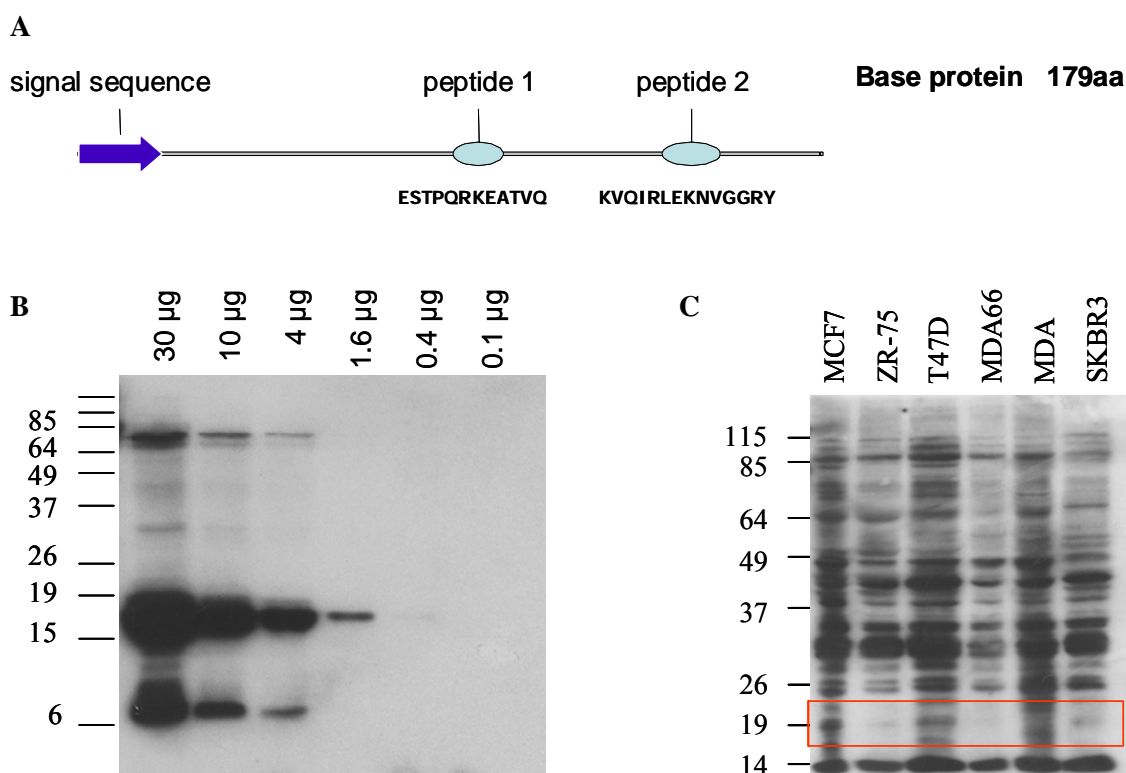 A
signal sequence
peptide 1
peptide 2
Base protein 179aa
ESTPQRKEATVQ
KVQIRLEKNVGGRY
B
30 µg
10 µg
4 µg
1.6 µg
0.4 µg
0.1 µg
85
64
49
37
26
19
15
6
C
MCF7
ZR-75
T47D
MDA66
MDA
SKBR3
115
85
64
49
37
26
19
14